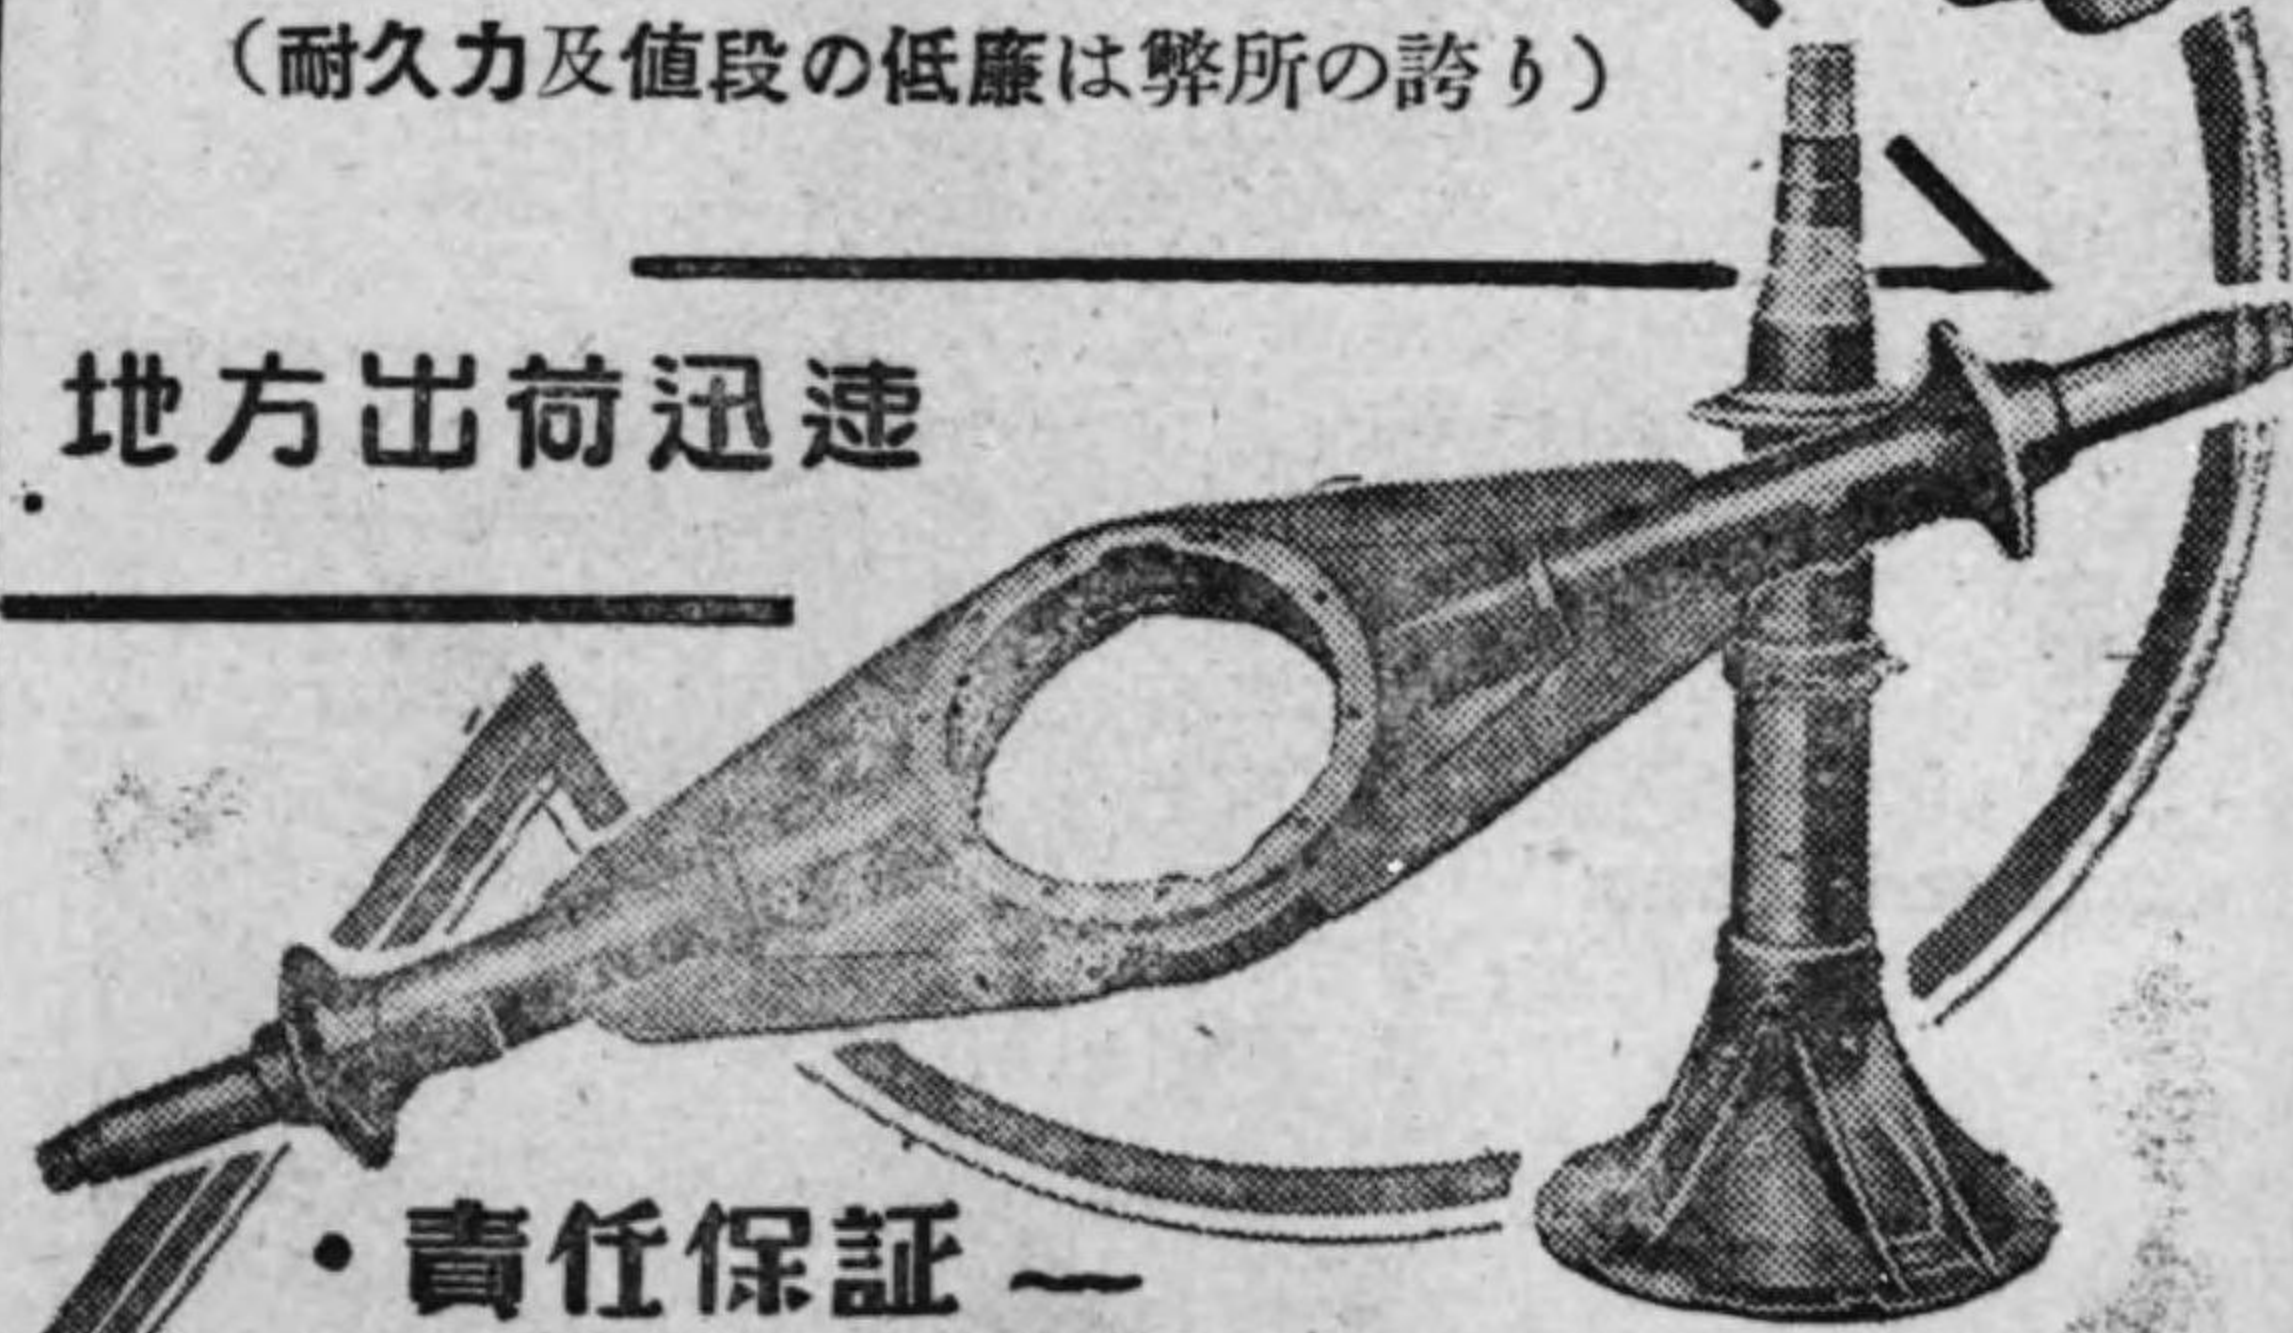 （耐久力及値段の低廉は弊所の誇り）
地方出荷迅速
・責任保証ー